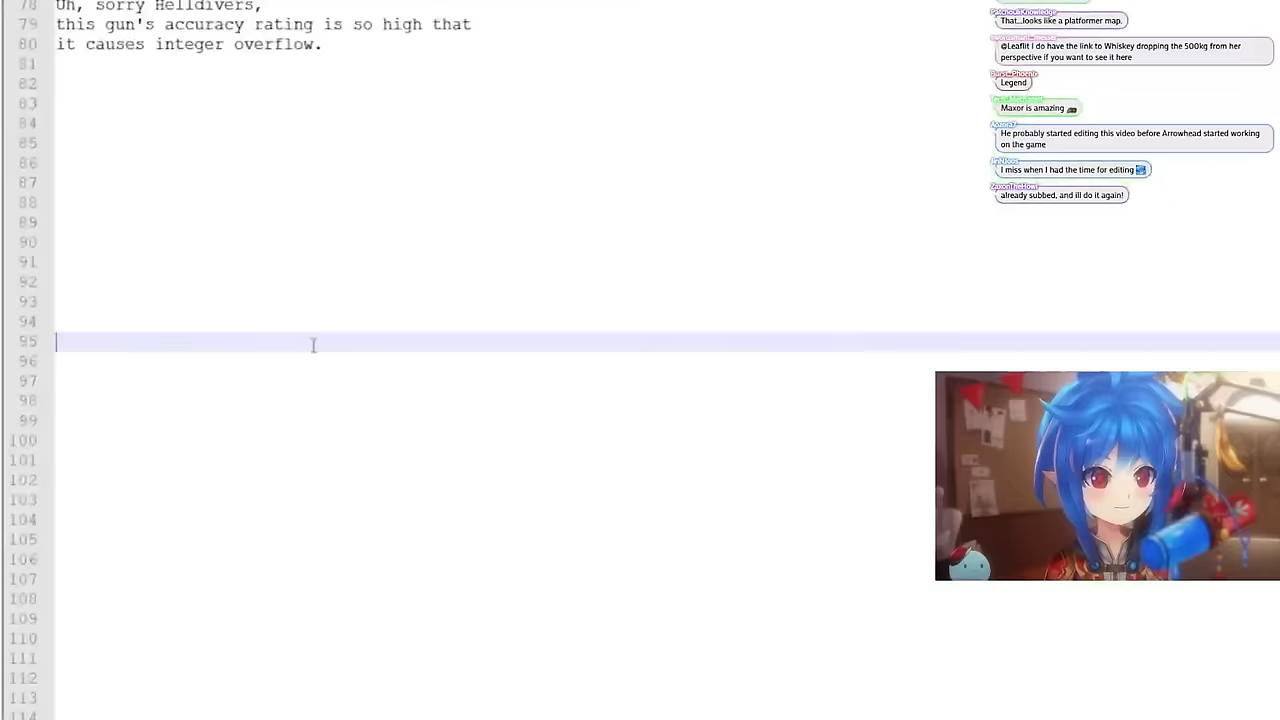 78 Uh, sorry Helldivers,
79 this gun's accuracy rating is so high that
80 it causes integer overflow.
81
82
83
84
85
86
87
88
89
90
91
92
93
94
95
96
97
98
99
100
101
102
103
104
105
106
107
108
109
110
111
112
113
114
PatchouliKnowledge
That...looks like a platformer map.
@Leaflit I do have the link to Whiskey dropping the 500kg from her
perspective if you want to see it here
Burst_Phoenix
Legend
Maxor is amazing
He probably started editing this video before Arrowhead started working
on the game
I miss when I had the time for editing
ZaxonTheHowl
already subbed, and ill do it again!